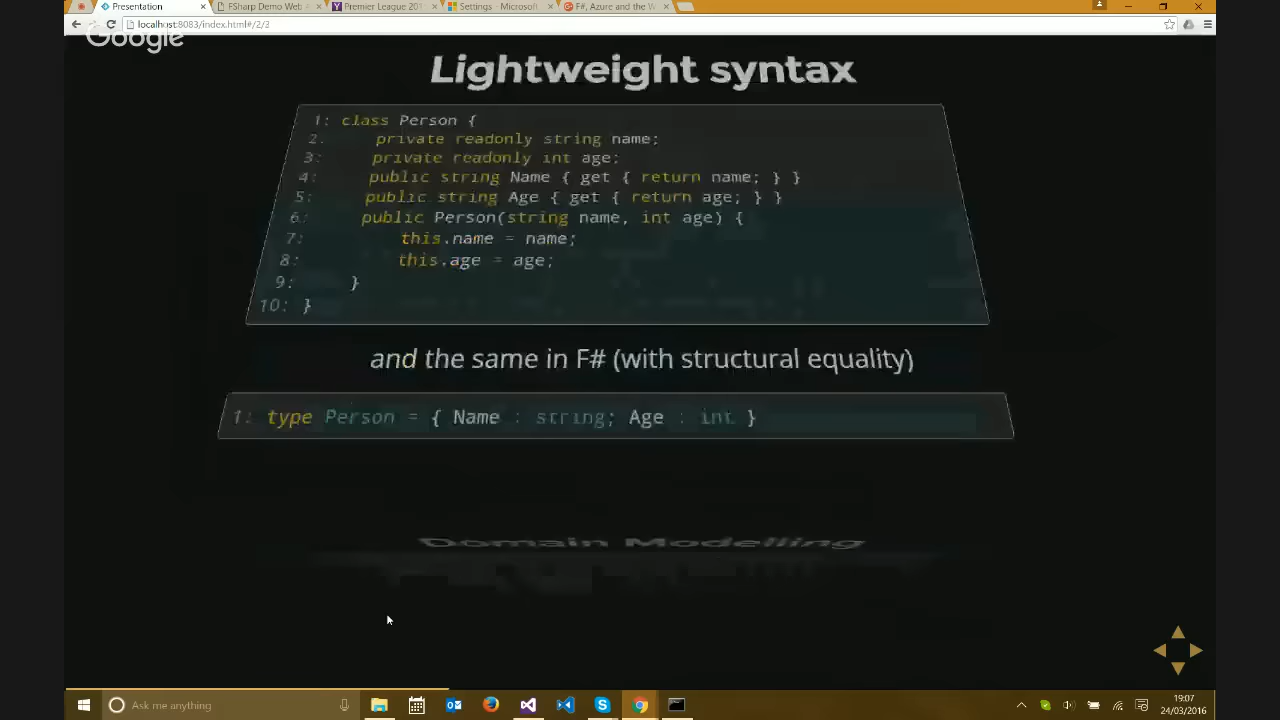 Presentation
FSharp Demo Web: A
Premier League 201
Settings - Microsoft
F#, Azure and the W
localhost:8083/index.html#/2/2
Google
Lightweight syntax
1: class Person {
2: private readonly string name;
3: private readonly int age;
4: public string Name { get { return name; } }
5: public string Age { get { return age; } }
6: public Person(string name, int age) {
7: this.name = name;
8: this.age = age;
9: }
10: }
and the same in F# (with structural equality)
1: type Person = { Name : string; Age : int }
Domain Modelling
Ask me anything
19:07
24/03/2016